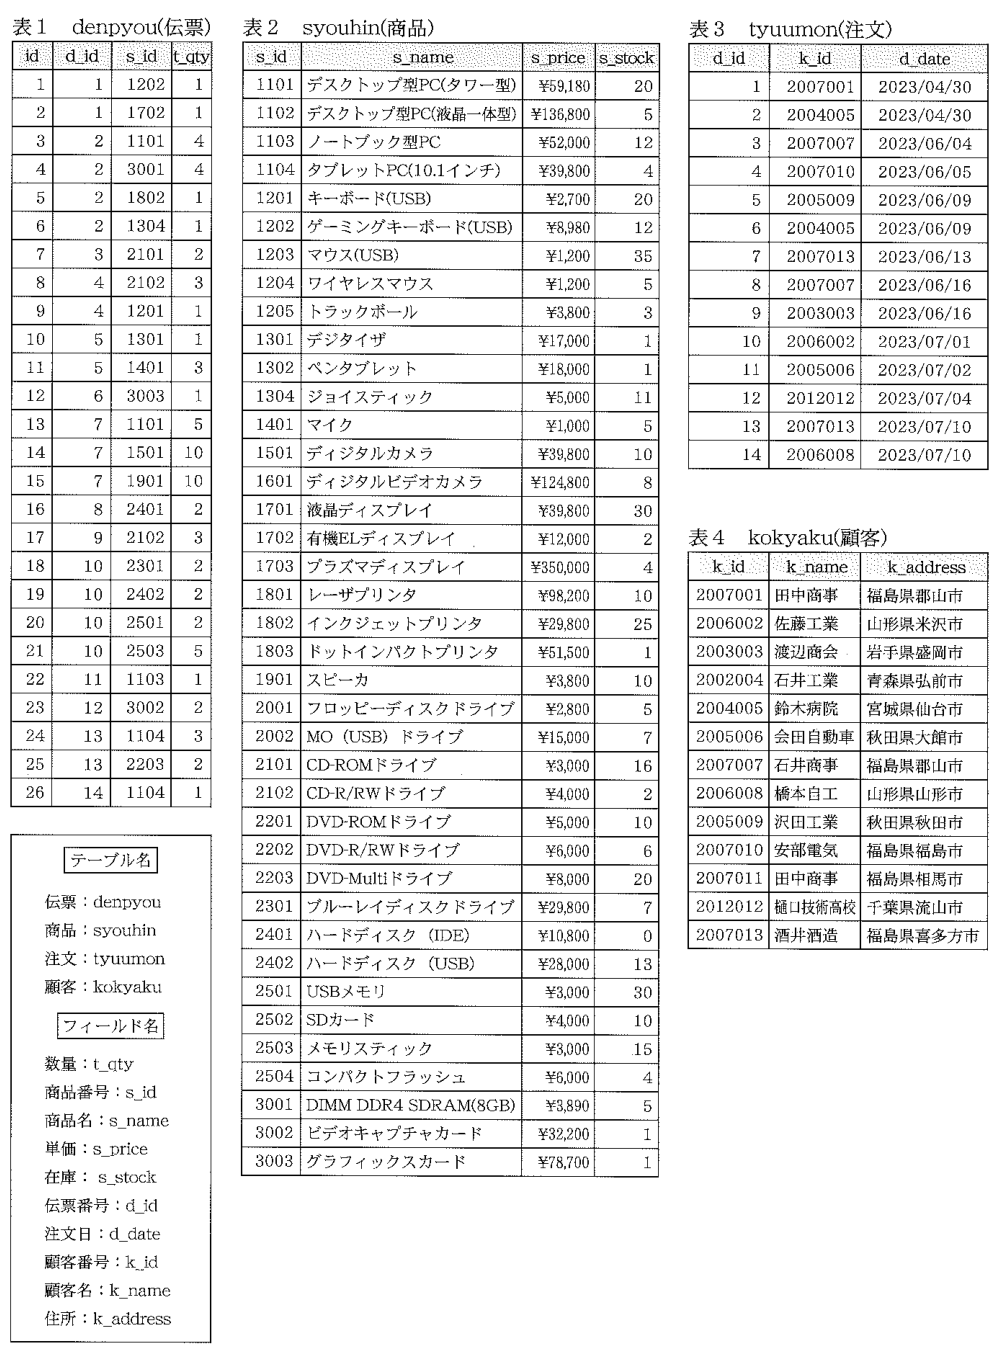 表1 denpyou(伝票)
id d_id s_id t_qty
1 1 1202 1
2 1 1702 1
3 2 1101 4
4 2 3001 4
5 2 1802 1
6 2 1304 1
7 3 2101 2
8 4 2102 3
9 4 1201 1
10 5 1301 1
11 5 1401 3
12 6 3003 1
13 7 1101 5
14 7 1501 10
15 7 1901 10
16 8 2401 2
17 9 2102 3
18 10 2301 2
19 10 2402 2
20 10 2501 2
21 10 2503 5
22 11 1103 1
23 12 3002 2
24 13 1104 3
25 13 2203 2
26 14 1104 1
テーブル名
伝票：denpyou
商品：syouhin
注文：tyuumon
顧客：kokyaku
フィールド名
数量：t_qty
商品番号：s_id
商品名：s_name
単価：s_price
在庫： s_stock
伝票番号：d_id
注文日：d_date
顧客番号：k_id
顧客名：k_name
住所：k_address
表2 syouhin(商品)
s_id s_name s_price s_stock
1101 デスクトップ型PC(タワー型) ¥59,180 20
1102 デスクトップ型PC(液晶一体型) ¥136,800 5
1103 ノートブック型PC ¥52,000 12
1104 タブレットPC(10.1インチ) ¥39,800 4
1201 キーボード(USB) ¥2,700 20
1202 ゲーミングキーボード(USB) ¥8,980 12
1203 マウス(USB) ¥1,200 35
1204 ワイヤレスマウス ¥1,200 5
1205 トラックボール ¥3,800 3
1301 デジタイザ ¥17,000 1
1302 ペンタブレット ¥18,000 1
1304 ジョイスティック ¥5,000 11
1401 マイク ¥1,000 5
1501 ディジタルカメラ ¥39,800 10
1601 ディジタルビデオカメラ ¥124,800 8
1701 液晶ディスプレイ ¥39,800 30
1702 有機ELディスプレイ ¥12,000 2
1703 プラズマディスプレイ ¥350,000 4
1801 レーザプリンタ ¥98,200 10
1802 インクジェットプリンタ ¥29,800 25
1803 ドットインパクトプリンタ ¥51,500 1
1901 スピーカ ¥3,800 10
2001 フロッピーディスクドライブ ¥2,800 5
2002 MO（USB）ドライブ ¥15,000 7
2101 CD-ROMドライブ ¥3,000 16
2102 CD-R/RWドライブ ¥4,000 2
2201 DVD-ROMドライブ ¥5,000 10
2202 DVD-R/RWドライブ ¥6,000 6
2203 DVD-Multiドライブ ¥8,000 20
2301 ブルーレイディスクドライブ ¥29,800 7
2401 ハードディスク（IDE） ¥10,800 0
2402 ハードディスク（USB） ¥28,000 13
2501 USBメモリ ¥3,000 30
2502 SDカード ¥4,000 10
2503 メモリスティック ¥3,000 15
2504 コンパクトフラッシュ ¥6,000 4
3001 DIMM DDR4 SDRAM(8GB) ¥3,890 5
3002 ビデオキャプチャカード ¥32,200 1
3003 グラフィックスカード ¥78,700 1
表3 tyuumon(注文)
d_id k_id d_date
1 2007001 2023/04/30
2 2004005 2023/04/30
3 2007007 2023/06/04
4 2007010 2023/06/05
5 2005009 2023/06/09
6 2004005 2023/06/09
7 2007013 2023/06/13
8 2007007 2023/06/16
9 2003003 2023/06/16
10 2006002 2023/07/01
11 2005006 2023/07/02
12 2012012 2023/07/04
13 2007013 2023/07/10
14 2006008 2023/07/10
表4 kokyaku(顧客)
k_id k_name k_address
2007001 田中商事 福島県郡山市
2006002 佐藤工業 山形県米沢市
2003003 渡辺商会 岩手県盛岡市
2002004 石井工業 青森県弘前市
2004005 鈴木病院 宮城県仙台市
2005006 会田自動車 秋田県大館市
2007007 石井商事 福島県郡山市
2006008 橋本自工 山形県山形市
2005009 沢田工業 秋田県秋田市
2007010 安部電気 福島県福島市
2007011 田中商事 福島県相馬市
2012012 樋口技術高校 千葉県流山市
2007013 酒井酒造 福島県喜多方市